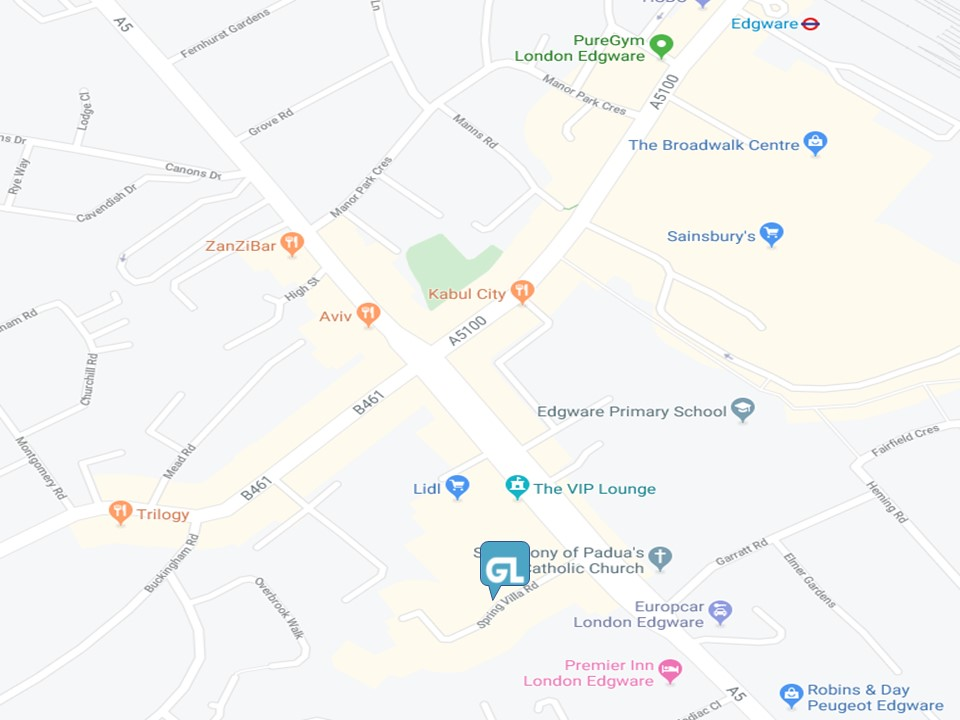 A5
Fernhurst Gardens
Edgware
PureGym
London Edgware
Manor Park Cres
A5100
Lodge Cl
Grove Rd
Manns Rd
The Broadwalk Centre
Rye Way
Canons Dr
Manor Park Cres
Cavendish Dr
ZanZiBar
Sainsbury's
High St
Kabul City
Aviv
A5100
Churchill Rd
B461
Edgware Primary School
Fairfield Cres
Montgomery Rd
Mead Rd
B461
Lidl
The VIP Lounge
Heming Rd
Trilogy
Buckingham Rd
ony of Padua's
atholic Church
GL
Garratt Rd
Elmer Gardens
Overbrook Walk
Spring Villa Rd
Europcar
London Edgware
Premier Inn
London Edgware
A5
Robins & Day
Peugeot Edgware